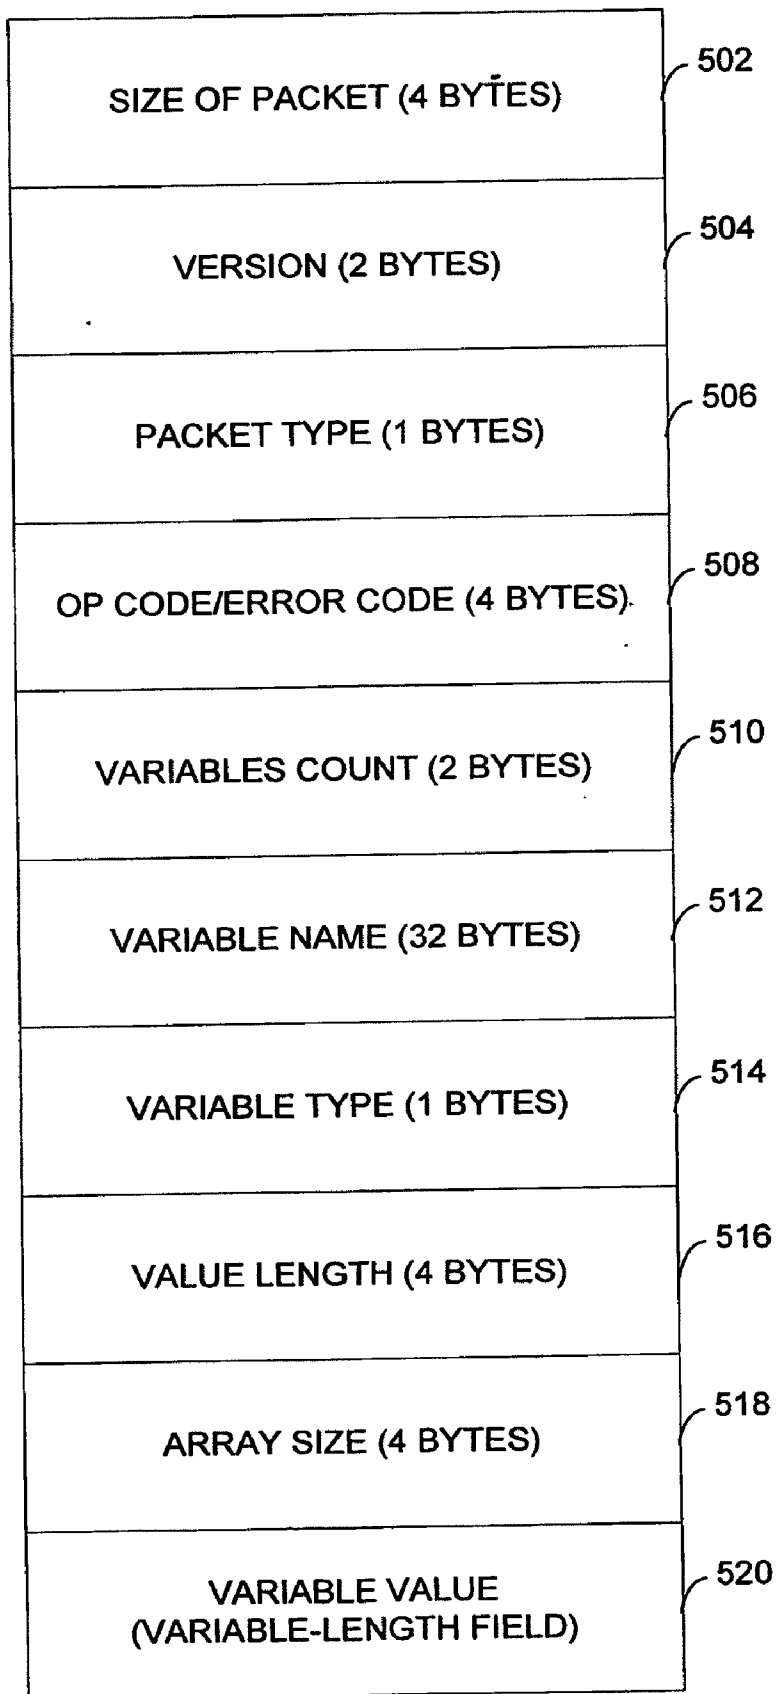 SIZE OF PACKET (4 BYTES)
502
VERSION (2 BYTES)
504
PACKET TYPE (1 BYTES)
506
OP CODE/ERROR CODE (4 BYTES)
508
VARIABLES COUNT (2 BYTES)
510
VARIABLE NAME (32 BYTES)
512
VARIABLE TYPE (1 BYTES)
514
VALUE LENGTH (4 BYTES)
516
ARRAY SIZE (4 BYTES)
518
VARIABLE VALUE
(VARIABLE-LENGTH FIELD)
520